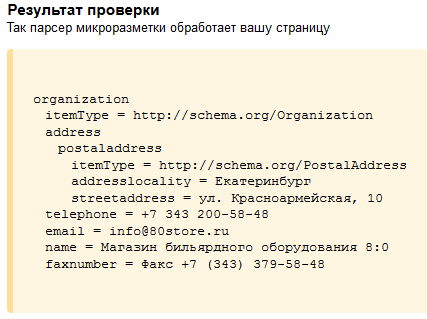 Результат проверки
Так парсер микроразметки обработает вашу страницу
organization
itemType = http://schema.org/Organization
address
postaladdress
itemType = http://schema.org/PostalAddress
addresslocality = Екатеринбург
streetaddress = ул. Красноармейская, 10
telephone = +7 343 200-58-48
email = info@80store.ru
name = Магазин бильярдного оборудования 8:0
faxnumber = Факс +7 (343) 379-58-48